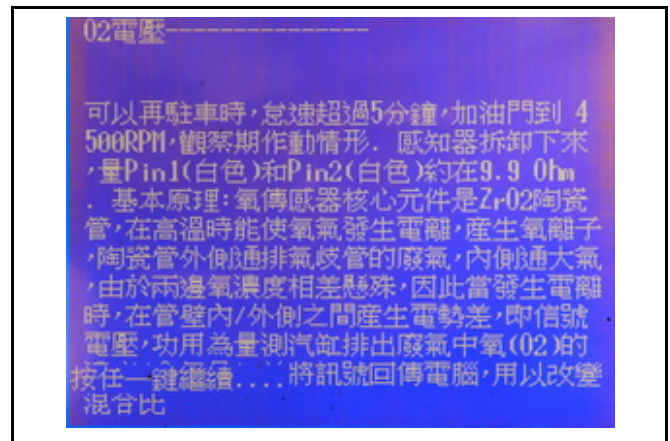 O2電壓----------------
可以再駐車時,怠速超過5分鐘,加油門到 4
500RPM,觀察期作動情形. 感知器拆卸下來
,量Pin1(白色)和Pin2(白色)約在9.9 Ohm
. 基本原理:氧傳感器核心元件是ZrO2陶瓷
管,在高溫時能使氧氣發生電離,產生氧離子
,陶瓷管外側通排氣歧管的廢氣,內側通大氣
,由於兩邊氧濃度相差懸殊,因此當發生電離
時,在管壁內/外側之間產生電勢差,即信號
電壓,功用為量測汽缸排出廢氣中氧(O2)的
按任一鍵繼續....將訊號回傳電腦,用以改變
混合比